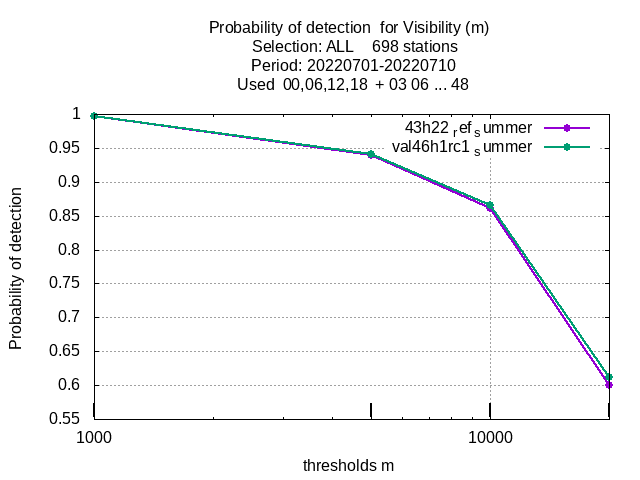 Probability of detection for Visibility (m)
Selection: ALL 698 stations
Period: 20220701-20220710
Used 00,06,12,18 + 03 06 ... 48
43h22ref_summer
val46h1rc1_summer
1
0.95
0.9
0.85
0.8
0.75
0.7
0.65
0.6
0.55
Probability of detection
1000 10000
thresholds m